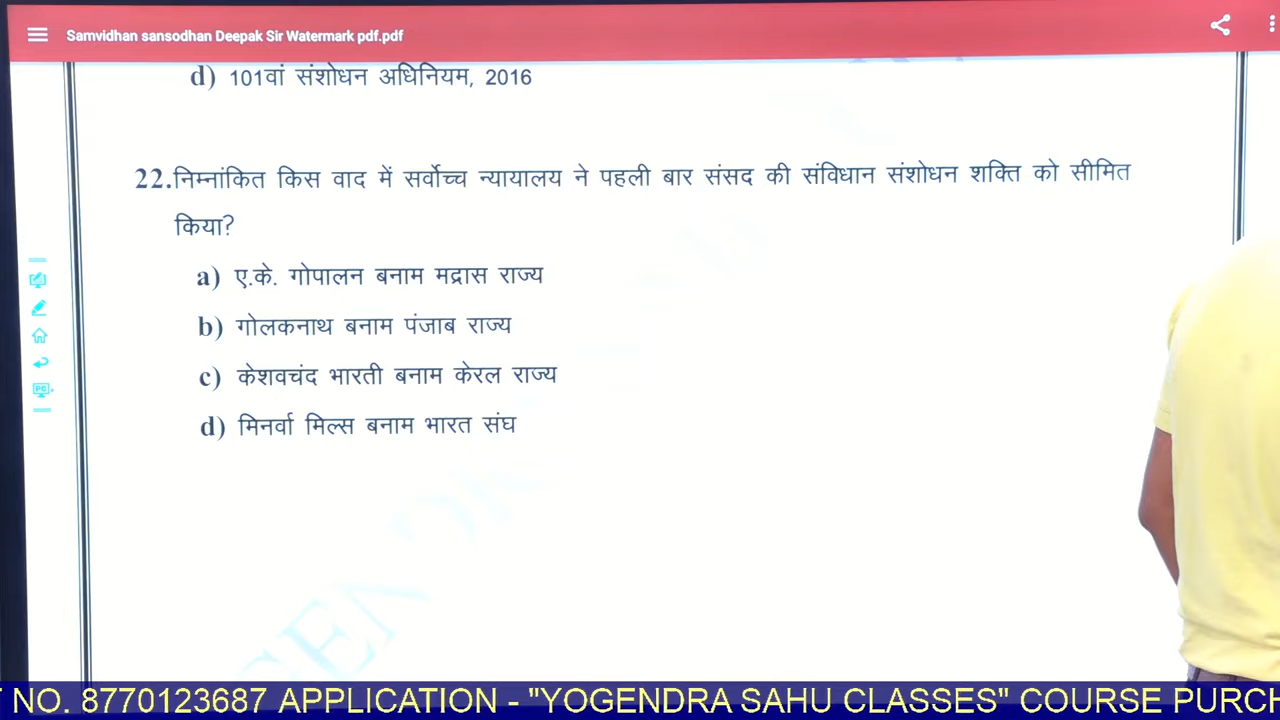 Samvidhan sansodhan Deepak Sir Watermark pdf.pdf
d) 101वां संशोधन अधिनियम, 2016
22.निम्नांकित किस वाद में सर्वोच्च न्यायालय ने पहली बार संसद की संविधान संशोधन शक्ति को सीमित
किया?
a) ए.के. गोपालन बनाम मद्रास राज्य
b) गोलकनाथ बनाम पंजाब राज्य
c) केशवचंद भारती बनाम केरल राज्य
d) मिनर्वा मिल्स बनाम भारत संघ
NO. 8770123687 APPLICATION - "YOGENDRA SAHU CLASSES" COURSE PURCH